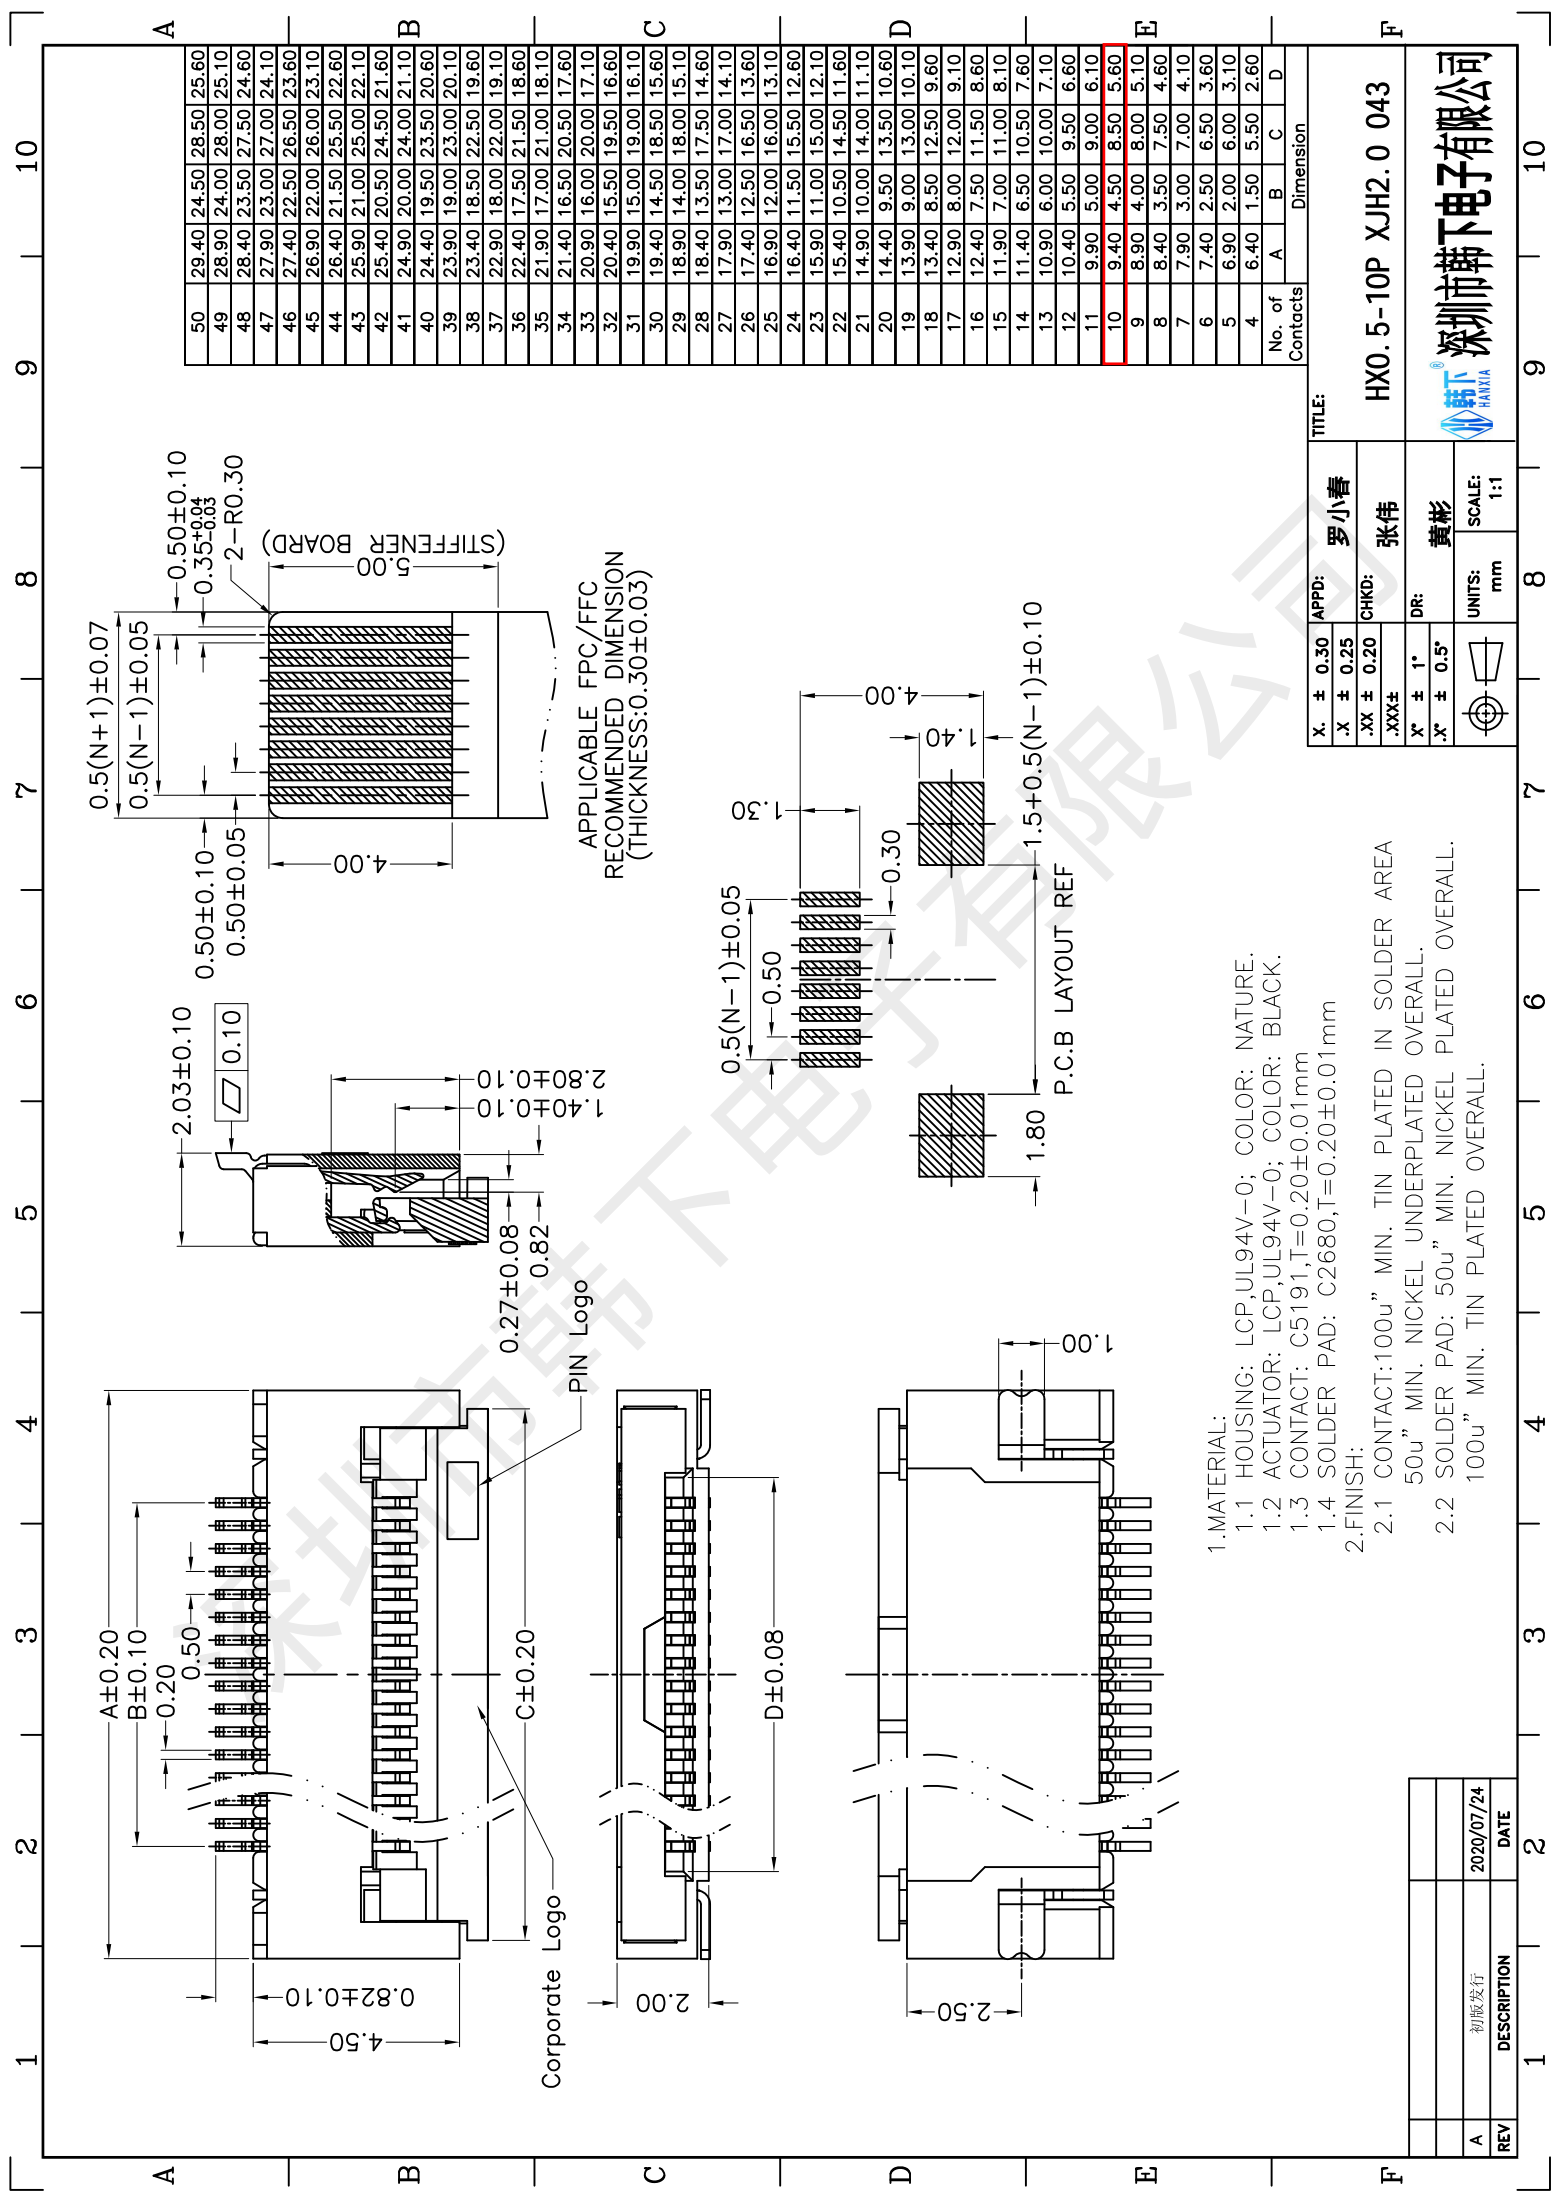 1 2 3 4 5 6 7 8 9 10
A
B
C
D
E
F
A±0.20
B±0.10
0.20
0.50
0.82±0.10
4.50
C±0.20
Corporate Logo
PIN Logo
2.00
D±0.08
2.50
1.00
2.03±0.10
0.10
2.80±0.10
1.40±0.10
0.27±0.08
0.82
0.5(N+1)±0.07
0.5(N-1)±0.05
0.50±0.10
0.50±0.05
0.50±0.10
0.35+0.04-0.03
2-R0.30
4.00
5.00
(STIFFENER BOARD)
APPLICABLE FPC/FFC
RECOMMENDED DIMENSION
(THICKNESS:0.30±0.03)
0.5(N-1)±0.05
0.50
1.30
0.30
4.00
1.40
1.80
1.5+0.5(N-1)±0.10
P.C.B LAYOUT REF
50 29.40 24.50 28.50 25.60
49 28.90 24.00 28.00 25.10
48 28.40 23.50 27.50 24.60
47 27.90 23.00 27.00 24.10
46 27.40 22.50 26.50 23.60
45 26.90 22.00 26.00 23.10
44 26.40 21.50 25.50 22.60
43 25.90 21.00 25.00 22.10
42 25.40 20.50 24.50 21.60
41 24.90 20.00 24.00 21.10
40 24.40 19.50 23.50 20.60
39 23.90 19.00 23.00 20.10
38 23.40 18.50 22.50 19.60
37 22.90 18.00 22.00 19.10
36 22.40 17.50 21.50 18.60
35 21.90 17.00 21.00 18.10
34 21.40 16.50 20.50 17.60
33 20.90 16.00 20.00 17.10
32 20.40 15.50 19.50 16.60
31 19.90 15.00 19.00 16.10
30 19.40 14.50 18.50 15.60
29 18.90 14.00 18.00 15.10
28 18.40 13.50 17.50 14.60
27 17.90 13.00 17.00 14.10
26 17.40 12.50 16.50 13.60
25 16.90 12.00 16.00 13.10
24 16.40 11.50 15.50 12.60
23 15.90 11.00 15.00 12.10
22 15.40 10.50 14.50 11.60
21 14.90 10.00 14.00 11.10
20 14.40 9.50 13.50 10.60
19 13.90 9.00 13.00 10.10
18 13.40 8.50 12.50 9.60
17 12.90 8.00 12.00 9.10
16 12.40 7.50 11.50 8.60
15 11.90 7.00 11.00 8.10
14 11.40 6.50 10.50 7.60
13 10.90 6.00 10.00 7.10
12 10.40 5.50 9.50 6.60
11 9.90 5.00 9.00 6.10
10 9.40 4.50 8.50 5.60
9 8.90 4.00 8.00 5.10
8 8.40 3.50 7.50 4.60
7 7.90 3.00 7.00 4.10
6 7.40 2.50 6.50 3.60
5 6.90 2.00 6.00 3.10
4 6.40 1.50 5.50 2.60
No. of Contacts A B C D
Dimension
1.MATERIAL:
1.1 HOUSING: LCP,UL94V-0; COLOR: NATURE.
1.2 ACTUATOR: LCP,UL94V-0; COLOR: BLACK.
1.3 CONTACT: C5191,T=0.20±0.01mm
1.4 SOLDER PAD: C2680,T=0.20±0.01mm
2.FINISH:
2.1 CONTACT:100u" MIN. TIN PLATED IN SOLDER AREA
50u" MIN. NICKEL UNDERPLATED OVERALL.
2.2 SOLDER PAD: 50u" MIN. NICKEL PLATED OVERALL.
100u" MIN. TIN PLATED OVERALL.
X. ± 0.30
.X ± 0.25
.XX ± 0.20
.XXX±
X° ± 1°
.X° ± 0.5°
APPD: 罗小春
CHKD: 张伟
DR: 黄彬
UNITS: mm
SCALE: 1:1
TITLE:
HX0.5-10P XJH2.0 043
韩下® HANXIA
深圳市韩下电子有限公司
A 初版发行 2020/07/24
REV DESCRIPTION DATE
深圳市韩下电子有限公司
A
B
C
D
E
F
1 2 3 4 5 6 7 8 9 10